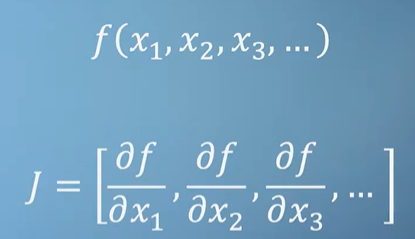 f(x₁, x₂, x₃, …)
J = [∂f/∂x₁, ∂f/∂x₂, ∂f/∂x₃, …]